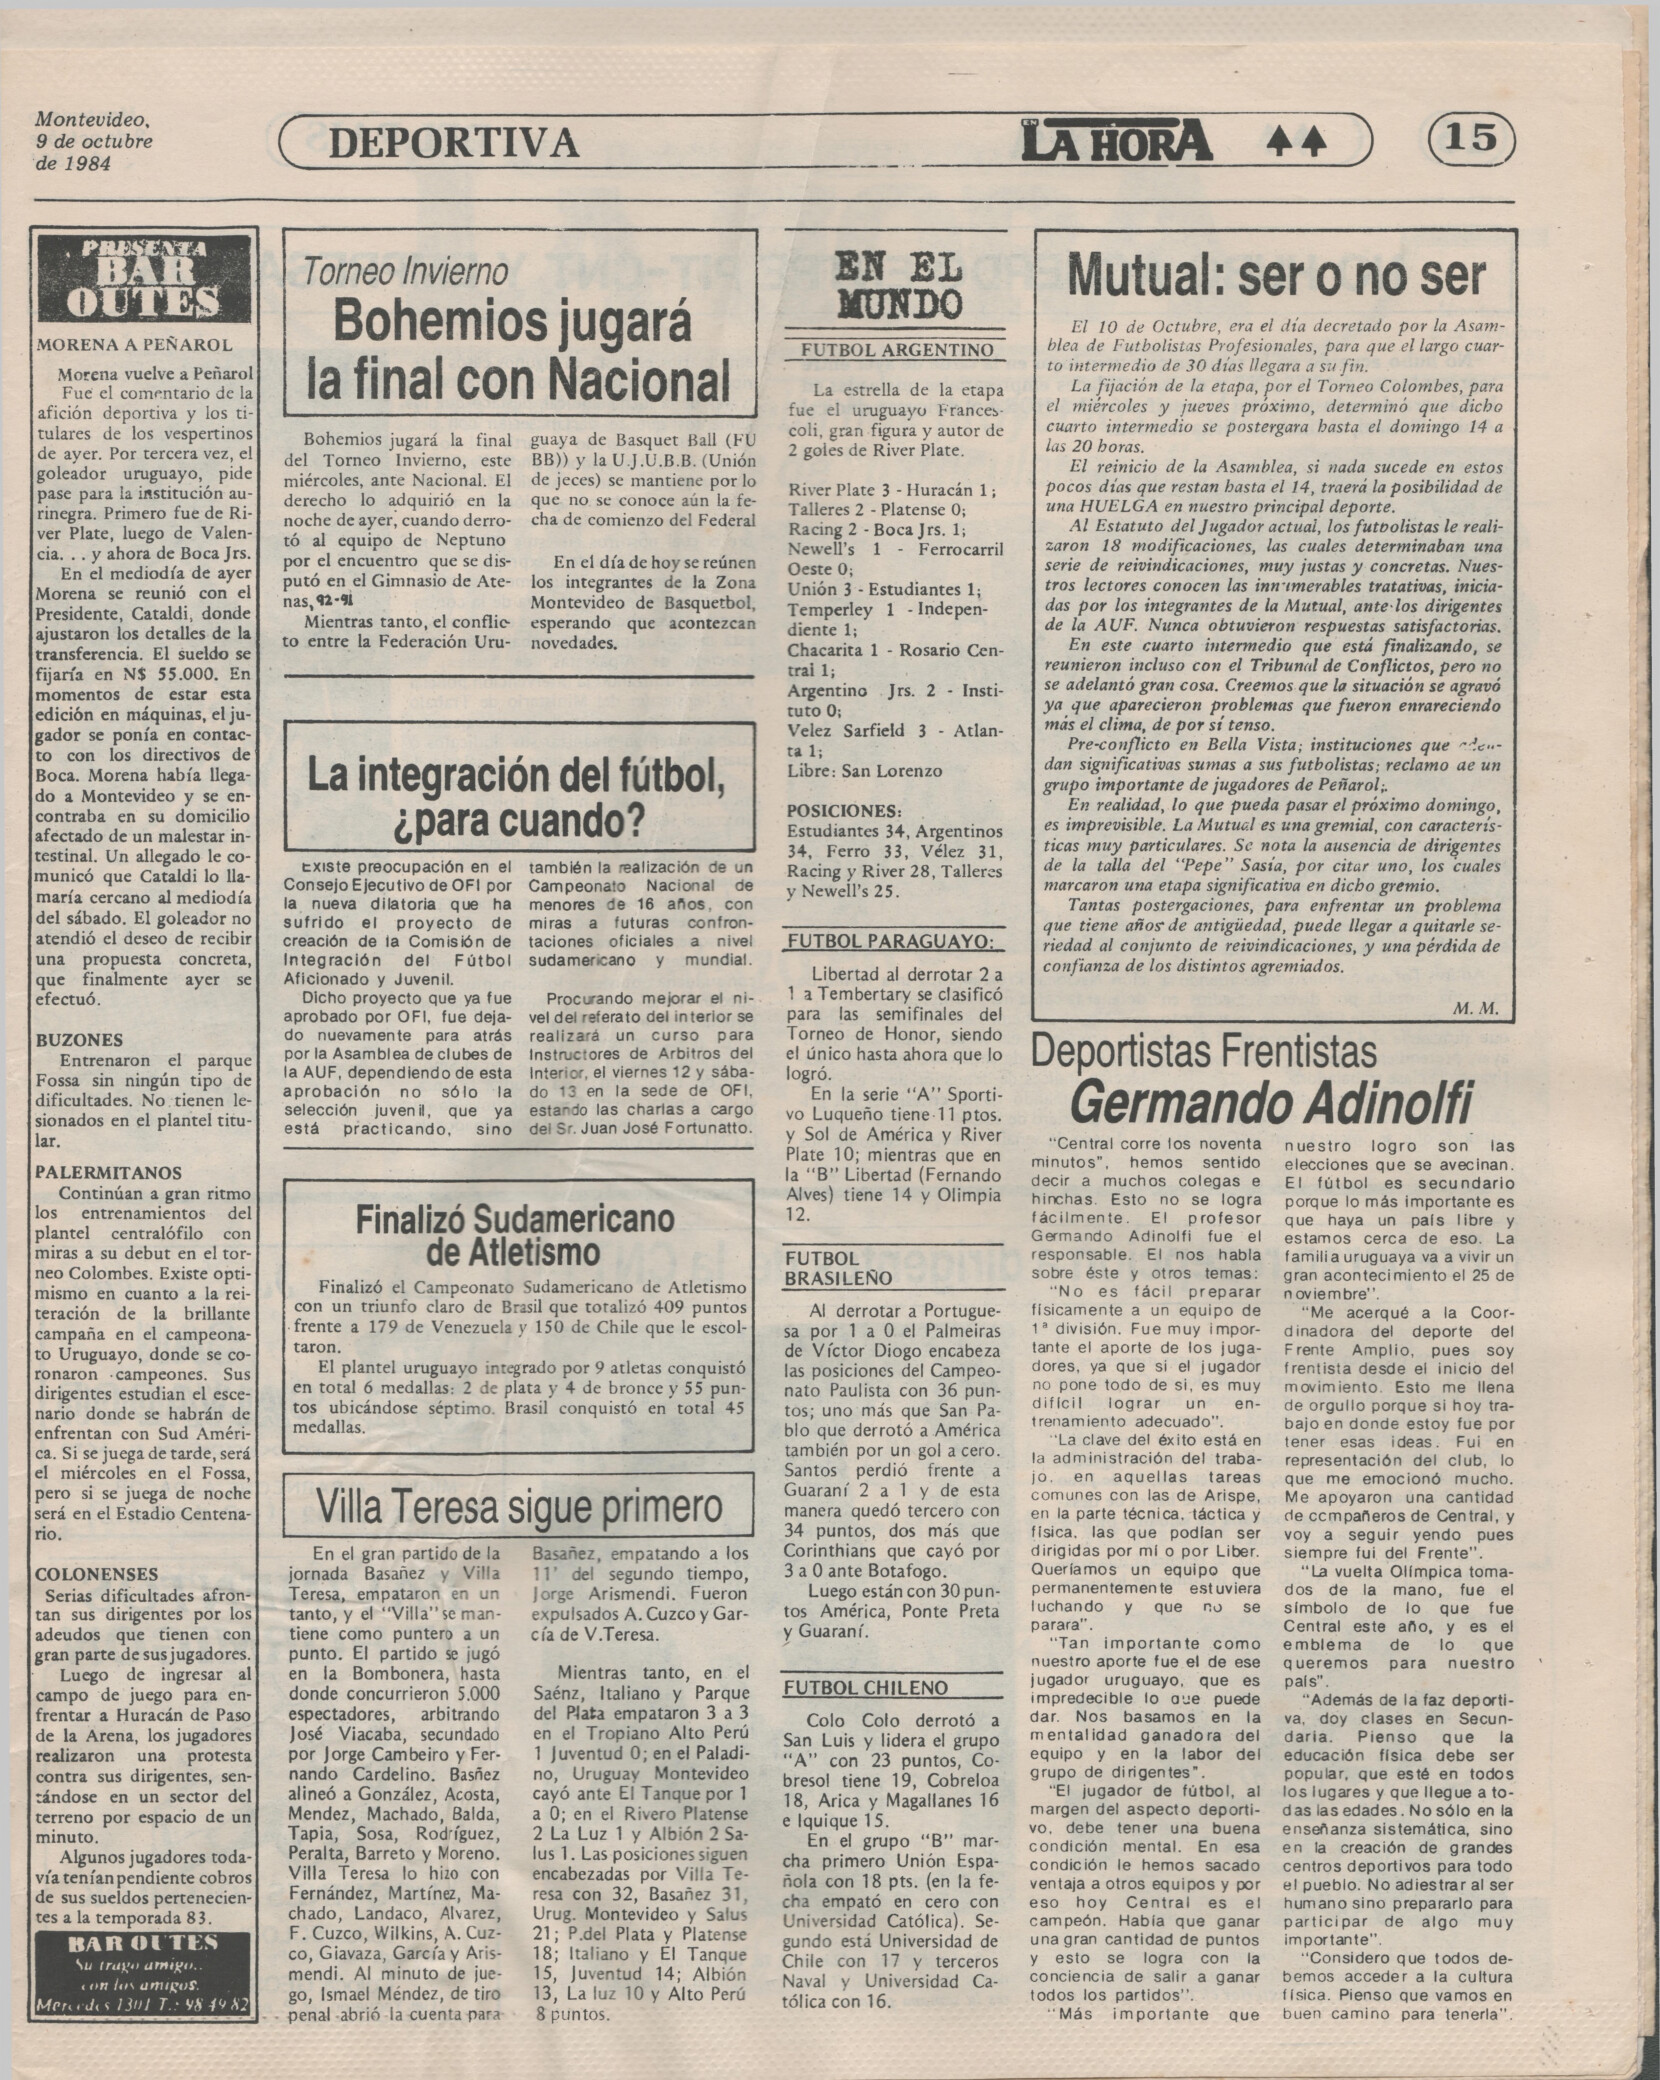 Montevideo,
9 de octubre
de 1984
DEPORTIVA
EN
LA HORA
15
PRESENTA
BAR
OUTES
MORENA A PEÑAROL
Morena vuelve a Peñarol
Fue el comentario de la
afición deportiva y los ti-
tulares de los vespertinos
de ayer. Por tercera vez, el
goleador uruguayo, pide
pase para la institución au-
rinegra. Primero fue de Ri-
ver Plate, luego de Valen-
cia. . . y ahora de Boca Jrs.
En el mediodía de ayer
Morena se reunió con el
Presidente, Cataldi, donde
ajustaron los detalles de la
transferencia. El sueldo se
fijaría en N$ 55.000. En
momentos de estar esta
edición en máquinas, el ju-
gador se ponía en contac-
to con los directivos de
Boca. Morena había llega-
do a Montevideo y se en-
contraba en su domicilio
afectado de un malestar in-
testinal. Un allegado le co-
municó que Cataldi lo lla-
maría cercano al mediodía
del sábado. El goleador no
atendió el deseo de recibir
una propuesta concreta,
que finalmente ayer se
efectuó.
BUZONES
Entrenaron el parque
Fossa sin ningún tipo de
dificultades. No tienen le-
sionados en el plantel titu-
lar.
PALERMITANOS
Continúan a gran ritmo
los entrenamientos del
plantel centralófilo con
miras a su debut en el tor-
neo Colombes. Existe opti-
mismo en cuanto a la rei-
teración de la brillante
campaña en el campeona-
to Uruguayo, donde se co-
ronaron campeones. Sus
dirigentes estudian el esce-
nario donde se habrán de
enfrentan con Sud Améri-
ca. Si se juega de tarde, será
el miércoles en el Fossa,
pero si se juega de noche
será en el Estadio Centena-
rio.
COLONENSES
Serias dificultades afron-
tan sus dirigentes por los
adeudos que tienen con
gran parte de sus jugadores.
Luego de ingresar al
campo de juego para en-
frentar a Huracán de Paso
de la Arena, los jugadores
realizaron una protesta
contra sus dirigentes, sen-
tándose en un sector del
terreno por espacio de un
minuto.
Algunos jugadores toda-
vía tenían pendiente cobros
de sus sueldos pertenecien-
tes a la temporada 83.
BAR OUTES
Su trago amigo..
con los amigos.
Mercedes 1301 T.: 98 49 82
Torneo Invierno
Bohemios jugará
la final con Nacional
Bohemios jugará la final
del Torneo Invierno, este
miércoles, ante Nacional. El
derecho lo adquirió en la
noche de ayer, cuando derro-
tó al equipo de Neptuno
por el encuentro que se dis-
putó en el Gimnasio de Ate-
nas, 92-91
Mientras tanto, el conflic-
to entre la Federación Uru-
guaya de Basquet Ball (FU
BB)) y la U.J.U.B.B. (Unión
de jeces) se mantiene por lo
que no se conoce aún la fe-
cha de comienzo del Federal
En el día de hoy se reúnen
los integrantes de la Zona
Montevideo de Basquetbol,
esperando que acontezcan
novedades.
La integración del fútbol,
¿para cuando?
Existe preocupación en el
Consejo Ejecutivo de OFI por
la nueva dilatoria que ha
sufrido el proyecto de
creación de la Comisión de
Integración del Fútbol
Aficionado y Juvenil.
Dicho proyecto que ya fue
aprobado por OFI, fue deja-
do nuevamente para atrás
por la Asamblea de clubes de
la AUF, dependiendo de esta
aprobación no sólo la
selección juvenil, que ya
está practicando, sino
también la realización de un
Campeonato Nacional de
menores de 16 años, con
miras a futuras confron-
taciones oficiales a nivel
sudamericano y mundial.
Procurando mejorar el ni-
vel del referato del interior se
realizará un curso para
Instructores de Arbitros del
Interior, el viernes 12 y sába-
do 13 en la sede de OFI,
estando las charlas a cargo
del Sr. Juan José Fortunatto.
Finalizó Sudamericano
de Atletismo
Finalizó el Campeonato Sudamericano de Atletismo
con un triunfo claro de Brasil que totalizó 409 puntos
frente a 179 de Venezuela y 150 de Chile que le escol-
taron.
El plantel uruguayo integrado por 9 atletas conquistó
en total 6 medallas: 2 de plata y 4 de bronce y 55 pun-
tos ubicándose séptimo. Brasil conquistó en total 45
medallas.
Villa Teresa sigue primero
En el gran partido de la
jornada Basañez y Villa
Teresa, empataron en un
tanto, y el "Villa" se man-
tiene como puntero a un
punto. El partido se jugó
en la Bombonera, hasta
donde concurrieron 5.000
espectadores, arbitrando
José Viacaba, secundado
por Jorge Cambeiro y Fer-
nando Cardelino. Basñez
alineó a González, Acosta,
Mendez, Machado, Balda,
Tapia, Sosa, Rodríguez,
Peralta, Barreto y Moreno.
Villa Teresa lo hizo con
Fernández, Martínez, Ma-
chado, Landaco, Alvarez,
F. Cuzco, Wilkins, A. Cuz-
co, Giavaza, García y Aris-
mendi. Al minuto de jue-
go, Ismael Méndez, de tiro
penal abrió la cuenta para
Basañez, empatando a los
11' del segundo tiempo,
Jorge Arismendi. Fueron
expulsados A. Cuzco y Gar-
cía de V.Teresa.
Mientras tanto, en el
Saénz, Italiano y Parque
del Plata empataron 3 a 3
en el Tropiano Alto Perú
1 Juventud 0; en el Paladi-
no, Uruguay Montevideo
cayó ante El Tanque por 1
a 0; en el Rivero Platense
2 La Luz 1 y Albión 2 Sa-
lus 1. Las posiciones siguen
encabezadas por Villa Te-
resa con 32, Basañez 31,
Urug. Montevideo y Salus
21; P.del Plata y Platense
18; Italiano y El Tanque
15, Juventud 14; Albión
13, La luz 10 y Alto Perú
8 puntos.
EN EL
MUNDO
FUTBOL ARGENTINO
La estrella de la etapa
fue el uruguayo Frances-
coli, gran figura y autor de
2 goles de River Plate.
River Plate 3 - Huracán 1;
Talleres 2 - Platense 0;
Racing 2 - Boca Jrs. 1;
Newell's 1 - Ferrocarril
Oeste 0;
Unión 3 - Estudiantes 1;
Temperley 1 - Indepen-
diente 1;
Chacarita 1 - Rosario Cen-
tral 1;
Argentino Jrs. 2 - Insti-
tuto 0;
Velez Sarfield 3 - Atlan-
ta 1;
Libre: San Lorenzo
POSICIONES:
Estudiantes 34, Argentinos
34, Ferro 33, Vélez 31,
Racing y River 28, Talleres
y Newell's 25.
FUTBOL PARAGUAYO:
Libertad al derrotar 2 a
1 a Tembertary se clasificó
para las semifinales del
Torneo de Honor, siendo
el único hasta ahora que lo
logró.
En la serie "A" Sporti-
vo Luqueño tiene 11 ptos.
y Sol de América y River
Plate 10; mientras que en
la "B" Libertad (Fernando
Alves) tiene 14 y Olimpia
12.
FUTBOL
BRASILEÑO
Al derrotar a Portugue-
sa por 1 a 0 el Palmeiras
de Víctor Diogo encabeza
las posiciones del Campeo-
nato Paulista con 36 pun-
tos; uno más que San Pa-
blo que derrotó a América
también por un gol a cero.
Santos perdió frente a
Guaraní 2 a 1 y de esta
manera quedó tercero con
34 puntos, dos más que
Corinthians que cayó por
3 a 0 ante Botafogo.
Luego están con 30 pun-
tos América, Ponte Preta
y Guaraní.
FUTBOL CHILENO
Colo Colo derrotó a
San Luis y lidera el grupo
"A" con 23 puntos, Co-
bresol tiene 19, Cobreloa
18, Arica y Magallanes 16
e Iquique 15.
En el grupo "B" mar-
cha primero Unión Espa-
ñola con 18 pts. (en la fe-
cha empató en cero con
Universidad Católica). Se-
gundo está Universidad de
Chile con 17 y terceros
Naval y Universidad Ca-
tólica con 16.
Mutual: ser o no ser
El 10 de Octubre, era el día decretado por la Asam-
blea de Futbolistas Profesionales, para que el largo cuar-
to intermedio de 30 días llegara a su fin.
La fijación de la etapa, por el Torneo Colombes, para
el miércoles y jueves próximo, determinó que dicho
cuarto intermedio se postergara hasta el domingo 14 a
las 20 horas.
El reinicio de la Asamblea, si nada sucede en estos
pocos días que restan hasta el 14, traerá la posibilidad de
una HUELGA en nuestro principal deporte.
Al Estatuto del Jugador actual, los futbolistas le reali-
zaron 18 modificaciones, las cuales determinaban una
serie de reivindicaciones, muy justas y concretas. Nues-
tros lectores conocen las innumerables tratativas, inicia-
das por los integrantes de la Mutual, ante los dirigentes
de la AUF. Nunca obtuvieron respuestas satisfactorias.
En este cuarto intermedio que está finalizando, se
reunieron incluso con el Tribunal de Conflictos, pero no
se adelantó gran cosa. Creemos que la situación se agravó
ya que aparecieron problemas que fueron enrareciendo
más el clima, de por sí tenso.
Pre-conflicto en Bella Vista; instituciones que aden-
dan significativas sumas a sus futbolistas; reclamo de un
grupo importante de jugadores de Peñarol;.
En realidad, lo que pueda pasar el próximo domingo,
es imprevisible. La Mutual es una gremial, con caracterís-
ticas muy particulares. Se nota la ausencia de dirigentes
de la talla del "Pepe" Sasía, por citar uno, los cuales
marcaron una etapa significativa en dicho gremio.
Tantas postergaciones, para enfrentar un problema
que tiene años de antigüedad, puede llegar a quitarle se-
riedad al conjunto de reivindicaciones, y una pérdida de
confianza de los distintos agremiados.
M. M.
Deportistas Frentistas
Germando Adinolfi
"Central corre los noventa
minutos", hemos sentido
decir a muchos colegas e
hinchas. Esto no se logra
fácilmente. El profesor
Germando Adinolfi fue el
responsable. El nos habla
sobre éste y otros temas:
"No es fácil preparar
físicamente a un equipo de
1ª división. Fue muy impor-
tante el aporte de los juga-
dores, ya que si el jugador
no pone todo de si, es muy
difícil lograr un en-
trenamiento adecuado".
"La clave del éxito está en
la administración del traba-
jo, en aquellas tareas
comunes con las de Arispe,
en la parte técnica, táctica y
física, las que podían ser
dirigidas por mí o por Liber.
Queríamos un equipo que
permanentemente estuviera
luchando y que no se
parara".
"Tan importante como
nuestro aporte fue el de ese
jugador uruguayo, que es
impredecible lo que puede
dar. Nos basamos en la
mentalidad ganadora del
equipo y en la labor del
grupo de dirigentes".
"El jugador de fútbol, al
margen del aspecto deporti-
vo, debe tener una buena
condición mental. En esa
condición le hemos sacado
ventaja a otros equipos y por
eso hoy Central es el
campeón. Había que ganar
una gran cantidad de puntos
y esto se logra con la
conciencia de salir a ganar
todos los partidos".
"Más importante que
nuestro logro son las
elecciones que se avecinan.
El fútbol es secundario
porque lo más importante es
que haya un país libre y
estamos cerca de eso. La
familia uruguaya va a vivir un
gran acontecimiento el 25 de
noviembre".
"Me acerqué a la Coor-
dinadora del deporte del
Frente Amplio, pues soy
frentista desde el inicio del
movimiento. Esto me llena
de orgullo porque si hoy tra-
bajo en donde estoy fue por
tener esas ideas. Fui en
representación del club, lo
que me emocionó mucho.
Me apoyaron una cantidad
de compañeros de Central, y
voy a seguir yendo pues
siempre fui del Frente".
"La vuelta Olímpica toma-
dos de la mano, fue el
símbolo de lo que fue
Central este año, y es el
emblema de lo que
queremos para nuestro
país".
"Además de la faz deporti-
va, doy clases en Secun-
daria. Pienso que la
educación física debe ser
popular, que esté en todos
los lugares y que llegue a to-
das las edades. No sólo en la
enseñanza sistemática, sino
en la creación de grandes
centros deportivos para todo
el pueblo. No adiestrar al ser
humano sino prepararlo para
participar de algo muy
importante".
"Considero que todos de-
bemos acceder a la cultura
física. Pienso que vamos en
buen camino para tenerla".